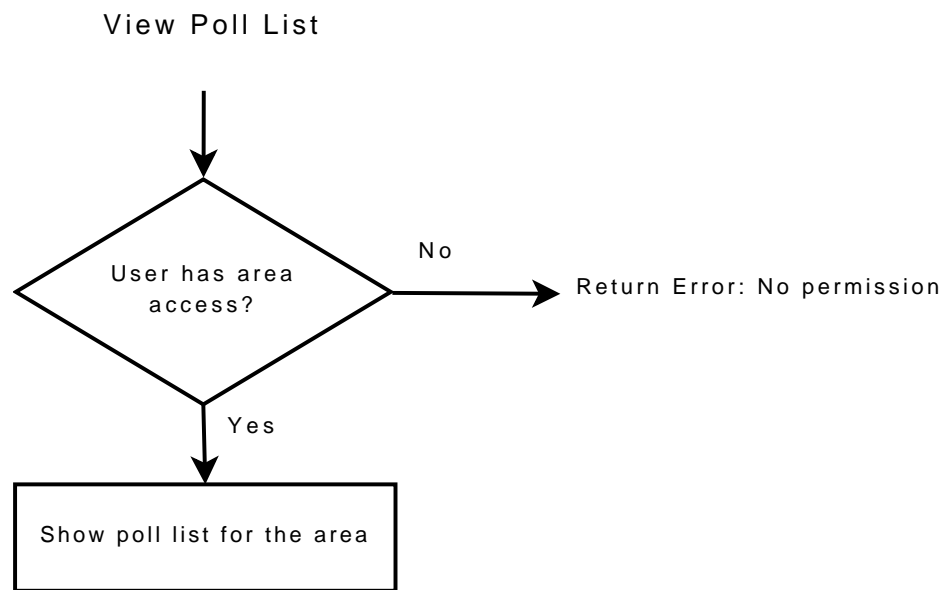 View Poll List
No
User has area
access?
Return Error: No permission
Yes
Show poll list for the area